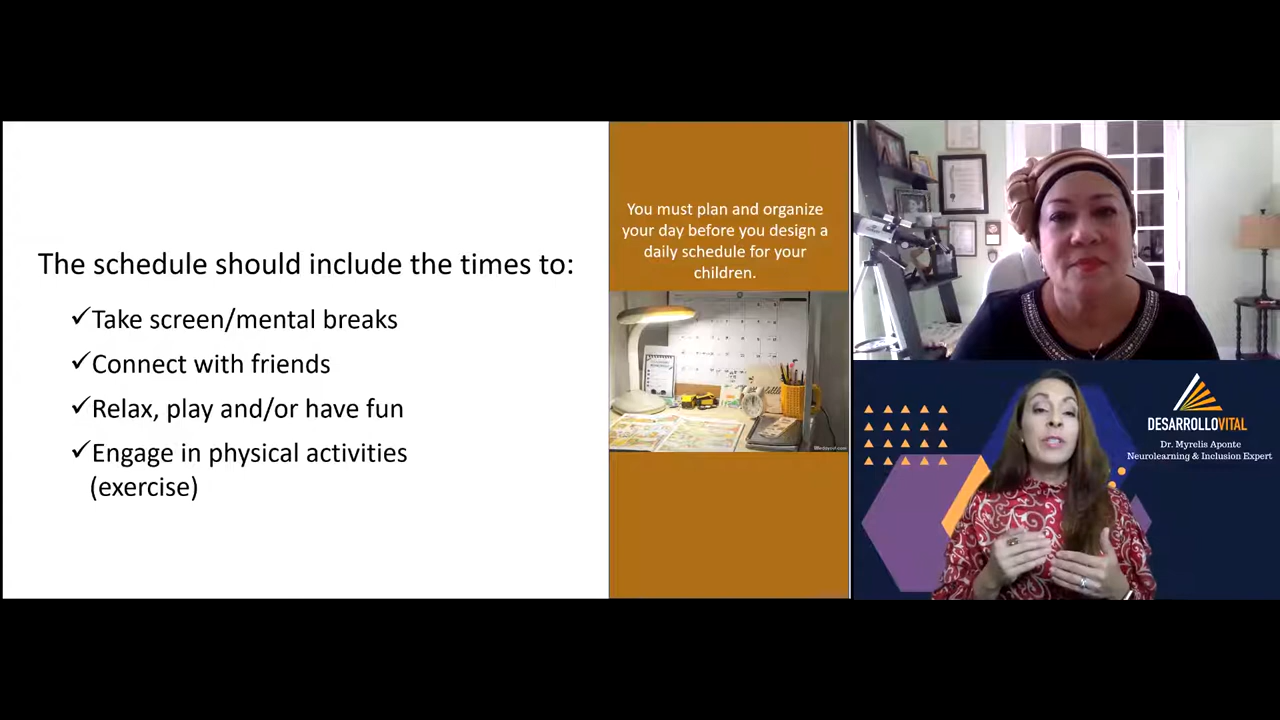 The schedule should include the times to:
✓Take screen/mental breaks
✓Connect with friends
✓Relax, play and/or have fun
✓Engage in physical activities
(exercise)
You must plan and organize
your day before you design a
daily schedule for your
children.
DESARROLLOVITAL
Dr. Myrelis Aponte
Neurolearning & Inclusion Expert